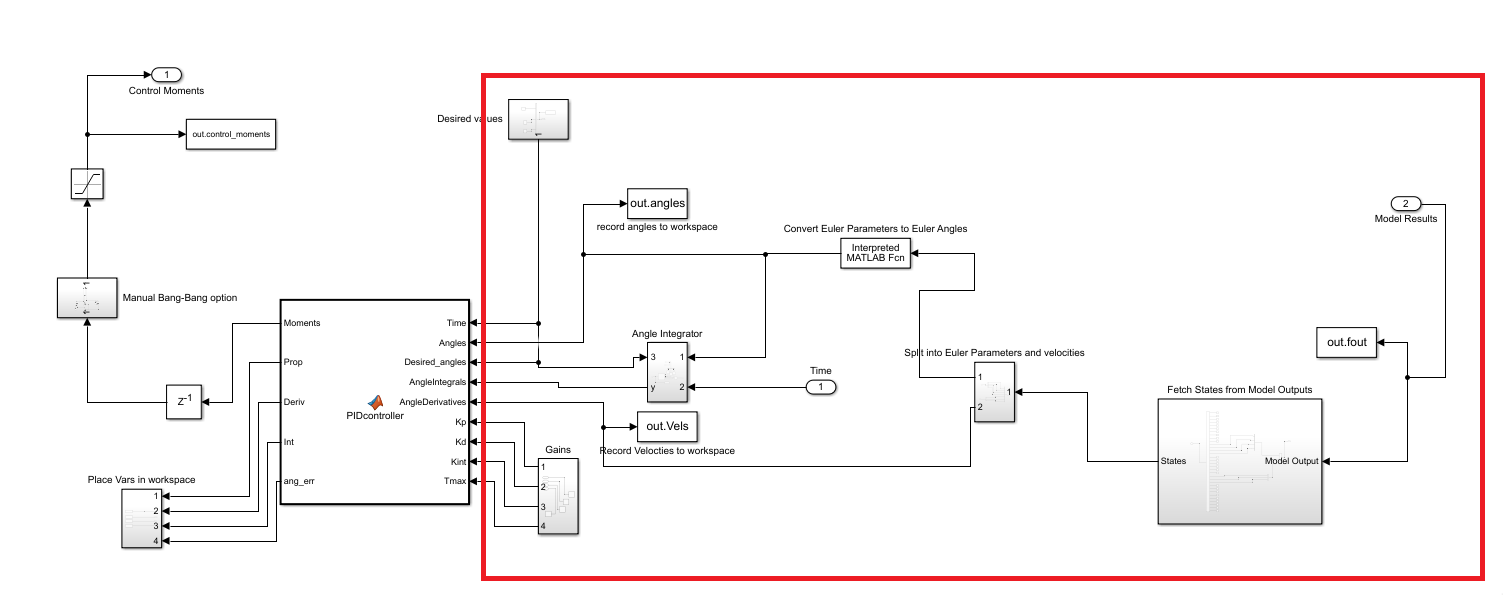 1
Control Moments
out.control_moments
Desired values
out.angles
record angles to workspace
Convert Euler Parameters to Euler Angles
Interpreted
MATLAB Fcn
2
Model Results
Manual Bang-Bang option
Moments
Prop
Deriv
Int
ang_err
PIDcontroller
Time
Angles
Desired_angles
AngleIntegrals
AngleDerivatives
Kp
Kd
Kint
Tmax
z-1
Place Vars in workspace
1
2
3
4
Angle Integrator
3
y
1
2
Time
1
out.Vels
Record Velocties to workspace
Gains
1
2
3
4
Split into Euler Parameters and velocities
1
2
1
out.fout
Fetch States from Model Outputs
States
Model Output